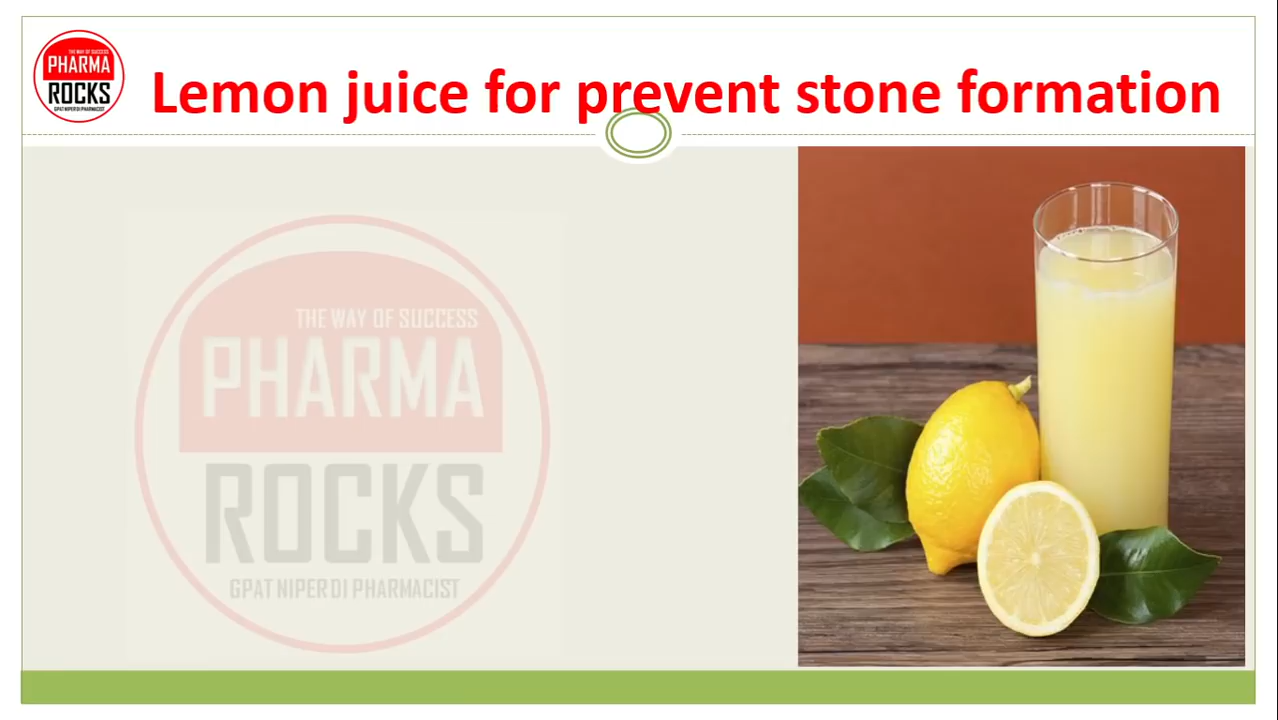 THE WAY OF SUCCESS
PHARMA
ROCKS
GPAT NIPER DI PHARMACIST
Lemon juice for prevent stone formation
THE WAY OF SUCCESS
PHARMA
ROCKS
GPAT NIPER DI PHARMACIST